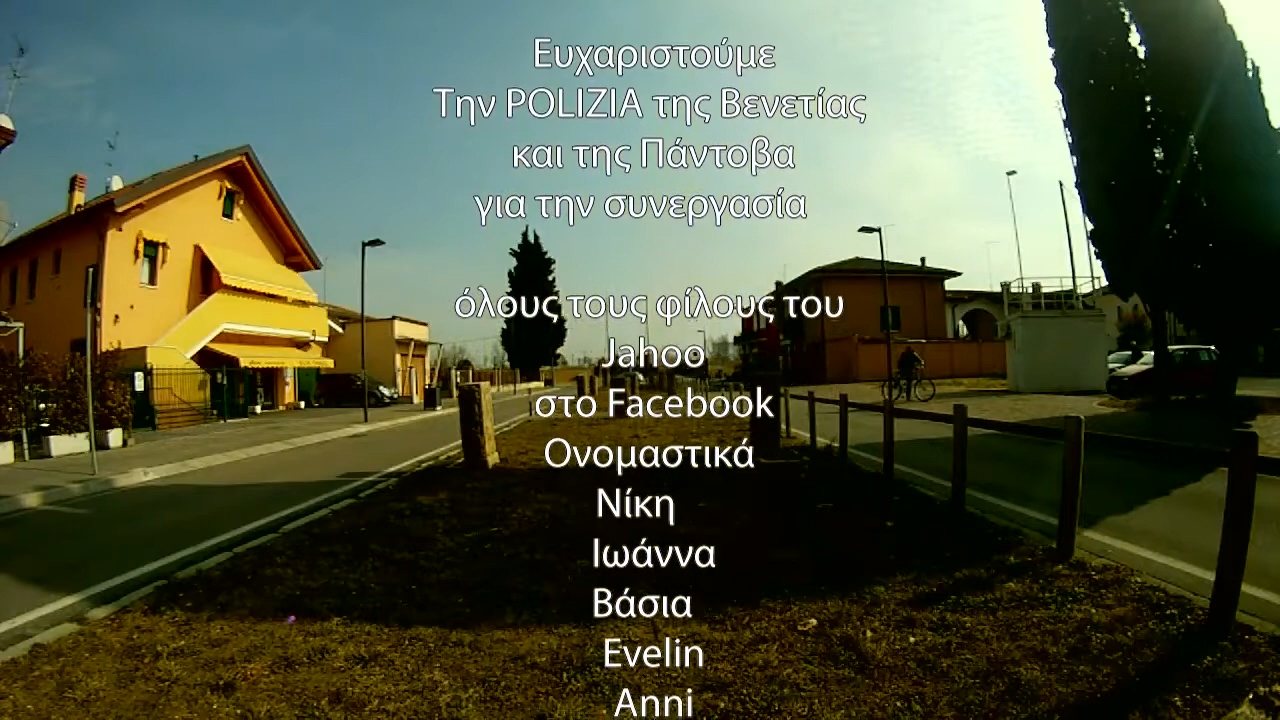 Ευχαριστούμε
Την POLIZIA της Βενετίας
και της Πάντοβα
για την συνεργασία
όλους τους φίλους του
Jahoo
στο Facebook
Ονομαστικά
Νίκη
Ιωάννα
Βάσια
Evelin
Anni